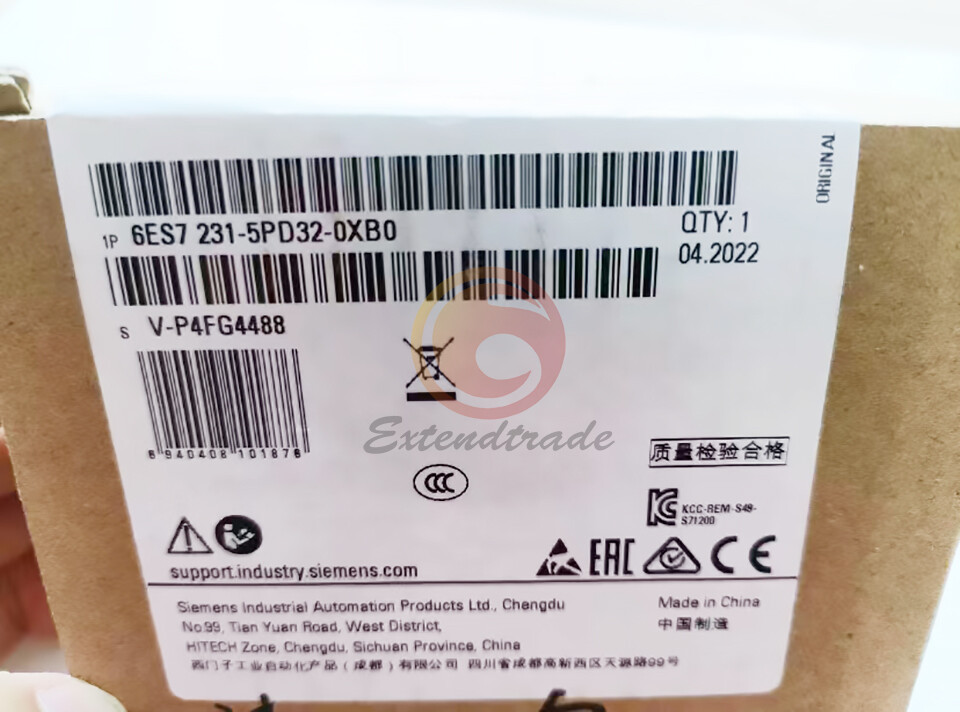 ORIGINAL
1P 6ES7 231-5PD32-0XB0
QTY: 1
04.2022
S V-P4FG4488
6 940408 101876
Extendtrade
CCC
质量检验合格
KCC-REM-S49-
S71200
EAC
CE
support.industry.siemens.com
Siemens Industrial Automation Products Ltd., Chengdu
No.99, Tian Yuan Road, West District,
HITECH Zone, Chengdu, Sichuan Province, China
西门子工业自动化产品（成都）有限公司 四川省成都高新西区天源路99号
Made in China
中国制造